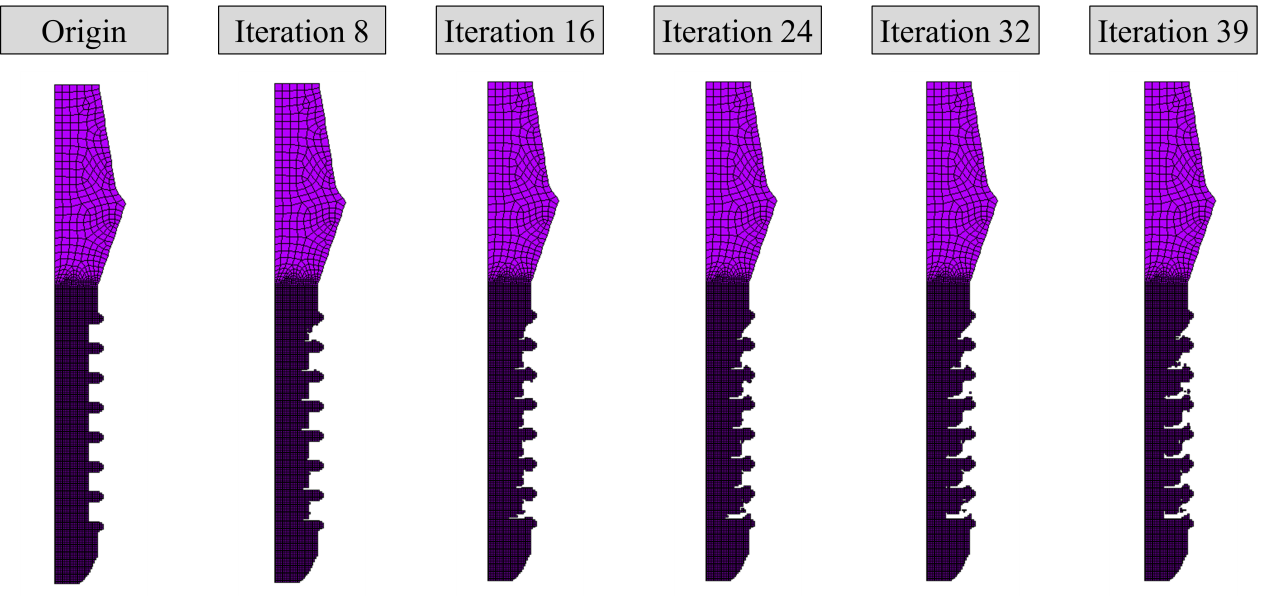 Origin
Iteration 8
Iteration 16
Iteration 24
Iteration 32
Iteration 39